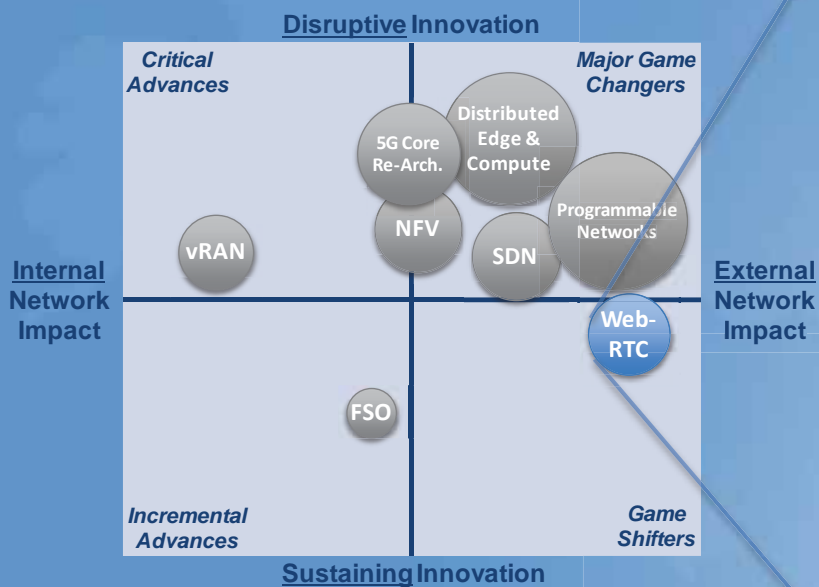 Disruptive Innovation
Critical
Advances
Major Game
Changers
Distributed
Edge &
Compute
5G Core
Re-Arch.
Programmable
Networks
NFV
SDN
vRAN
Internal
Network
Impact
External
Network
Impact
Web-
RTC
FSO
Incremental
Advances
Game
Shifters
Sustaining Innovation